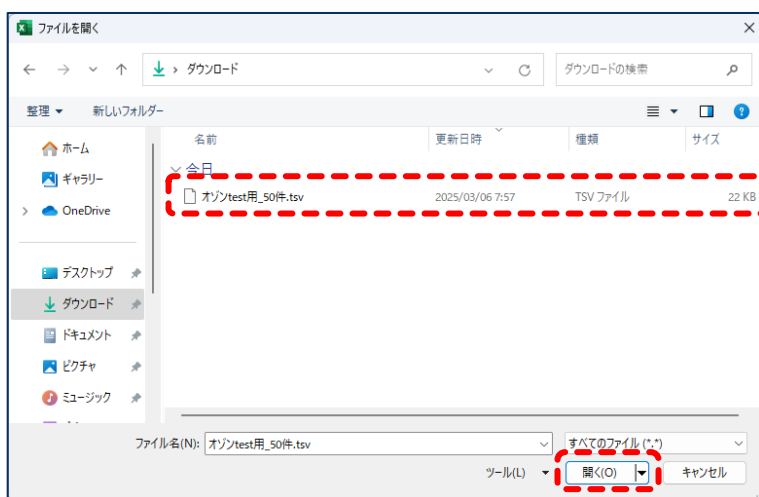 ファイルを開く
ダウンロード
ダウンロードの検索
整理
新しいフォルダー
名前
更新日時
種類
サイズ
ホーム
今日
ギャラリー
オゾンtest用_50件.tsv
2025/03/06 7:57
TSV ファイル
22 KB
OneDrive
デスクトップ
ダウンロード
ドキュメント
ピクチャ
ミュージック
ファイル名(N):
オゾンtest用_50件.tsv
すべてのファイル (*.*)
ツール(L)
開く(O)
キャンセル